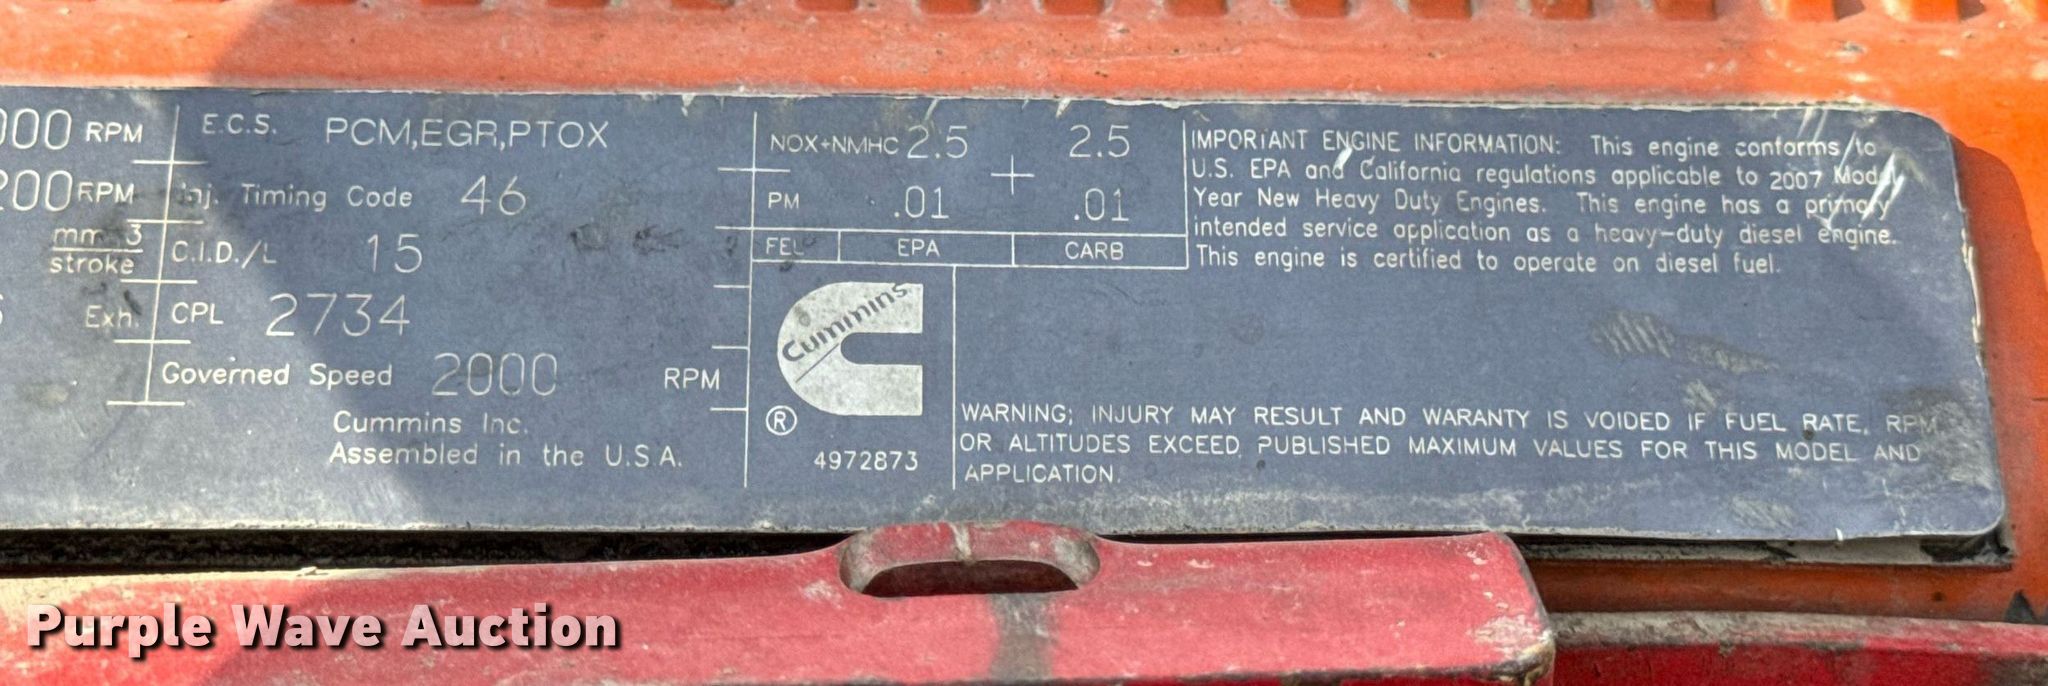 000 RPM
200 RPM
mm 3
stroke
Exh.
E.C.S. PCM,EGR,PTOX
Inj. Timing Code 46
C.I.D./L 15
CPL 2734
Governed Speed 2000 RPM
Cummins Inc.
Assembled in the U.S.A.
NOX+NMHC 2.5 2.5
PM .01 .01
FEL EPA CARB
Cummins
®
4972873
IMPORTANT ENGINE INFORMATION: This engine conforms to
U.S. EPA and California regulations applicable to 2007 Model
Year New Heavy Duty Engines. This engine has a primary
intended service application as a heavy-duty diesel engine.
This engine is certified to operate on diesel fuel.
WARNING; INJURY MAY RESULT AND WARANTY IS VOIDED IF FUEL RATE, RPM
OR ALTITUDES EXCEED PUBLISHED MAXIMUM VALUES FOR THIS MODEL AND
APPLICATION.
Purple Wave Auction